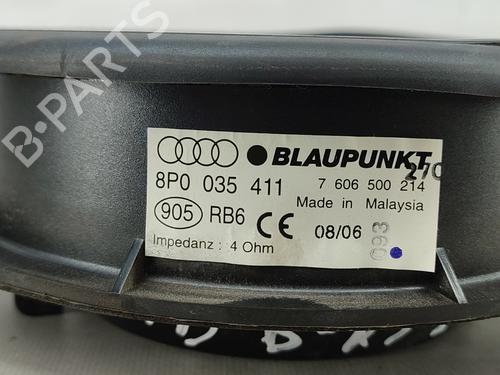 BLAUPUNKT
270
8P0 035 411
7 606 500 214
Made in Malaysia
905 RB6 CE 08/06
093
Impedanz : 4 Ohm
B-PARTS